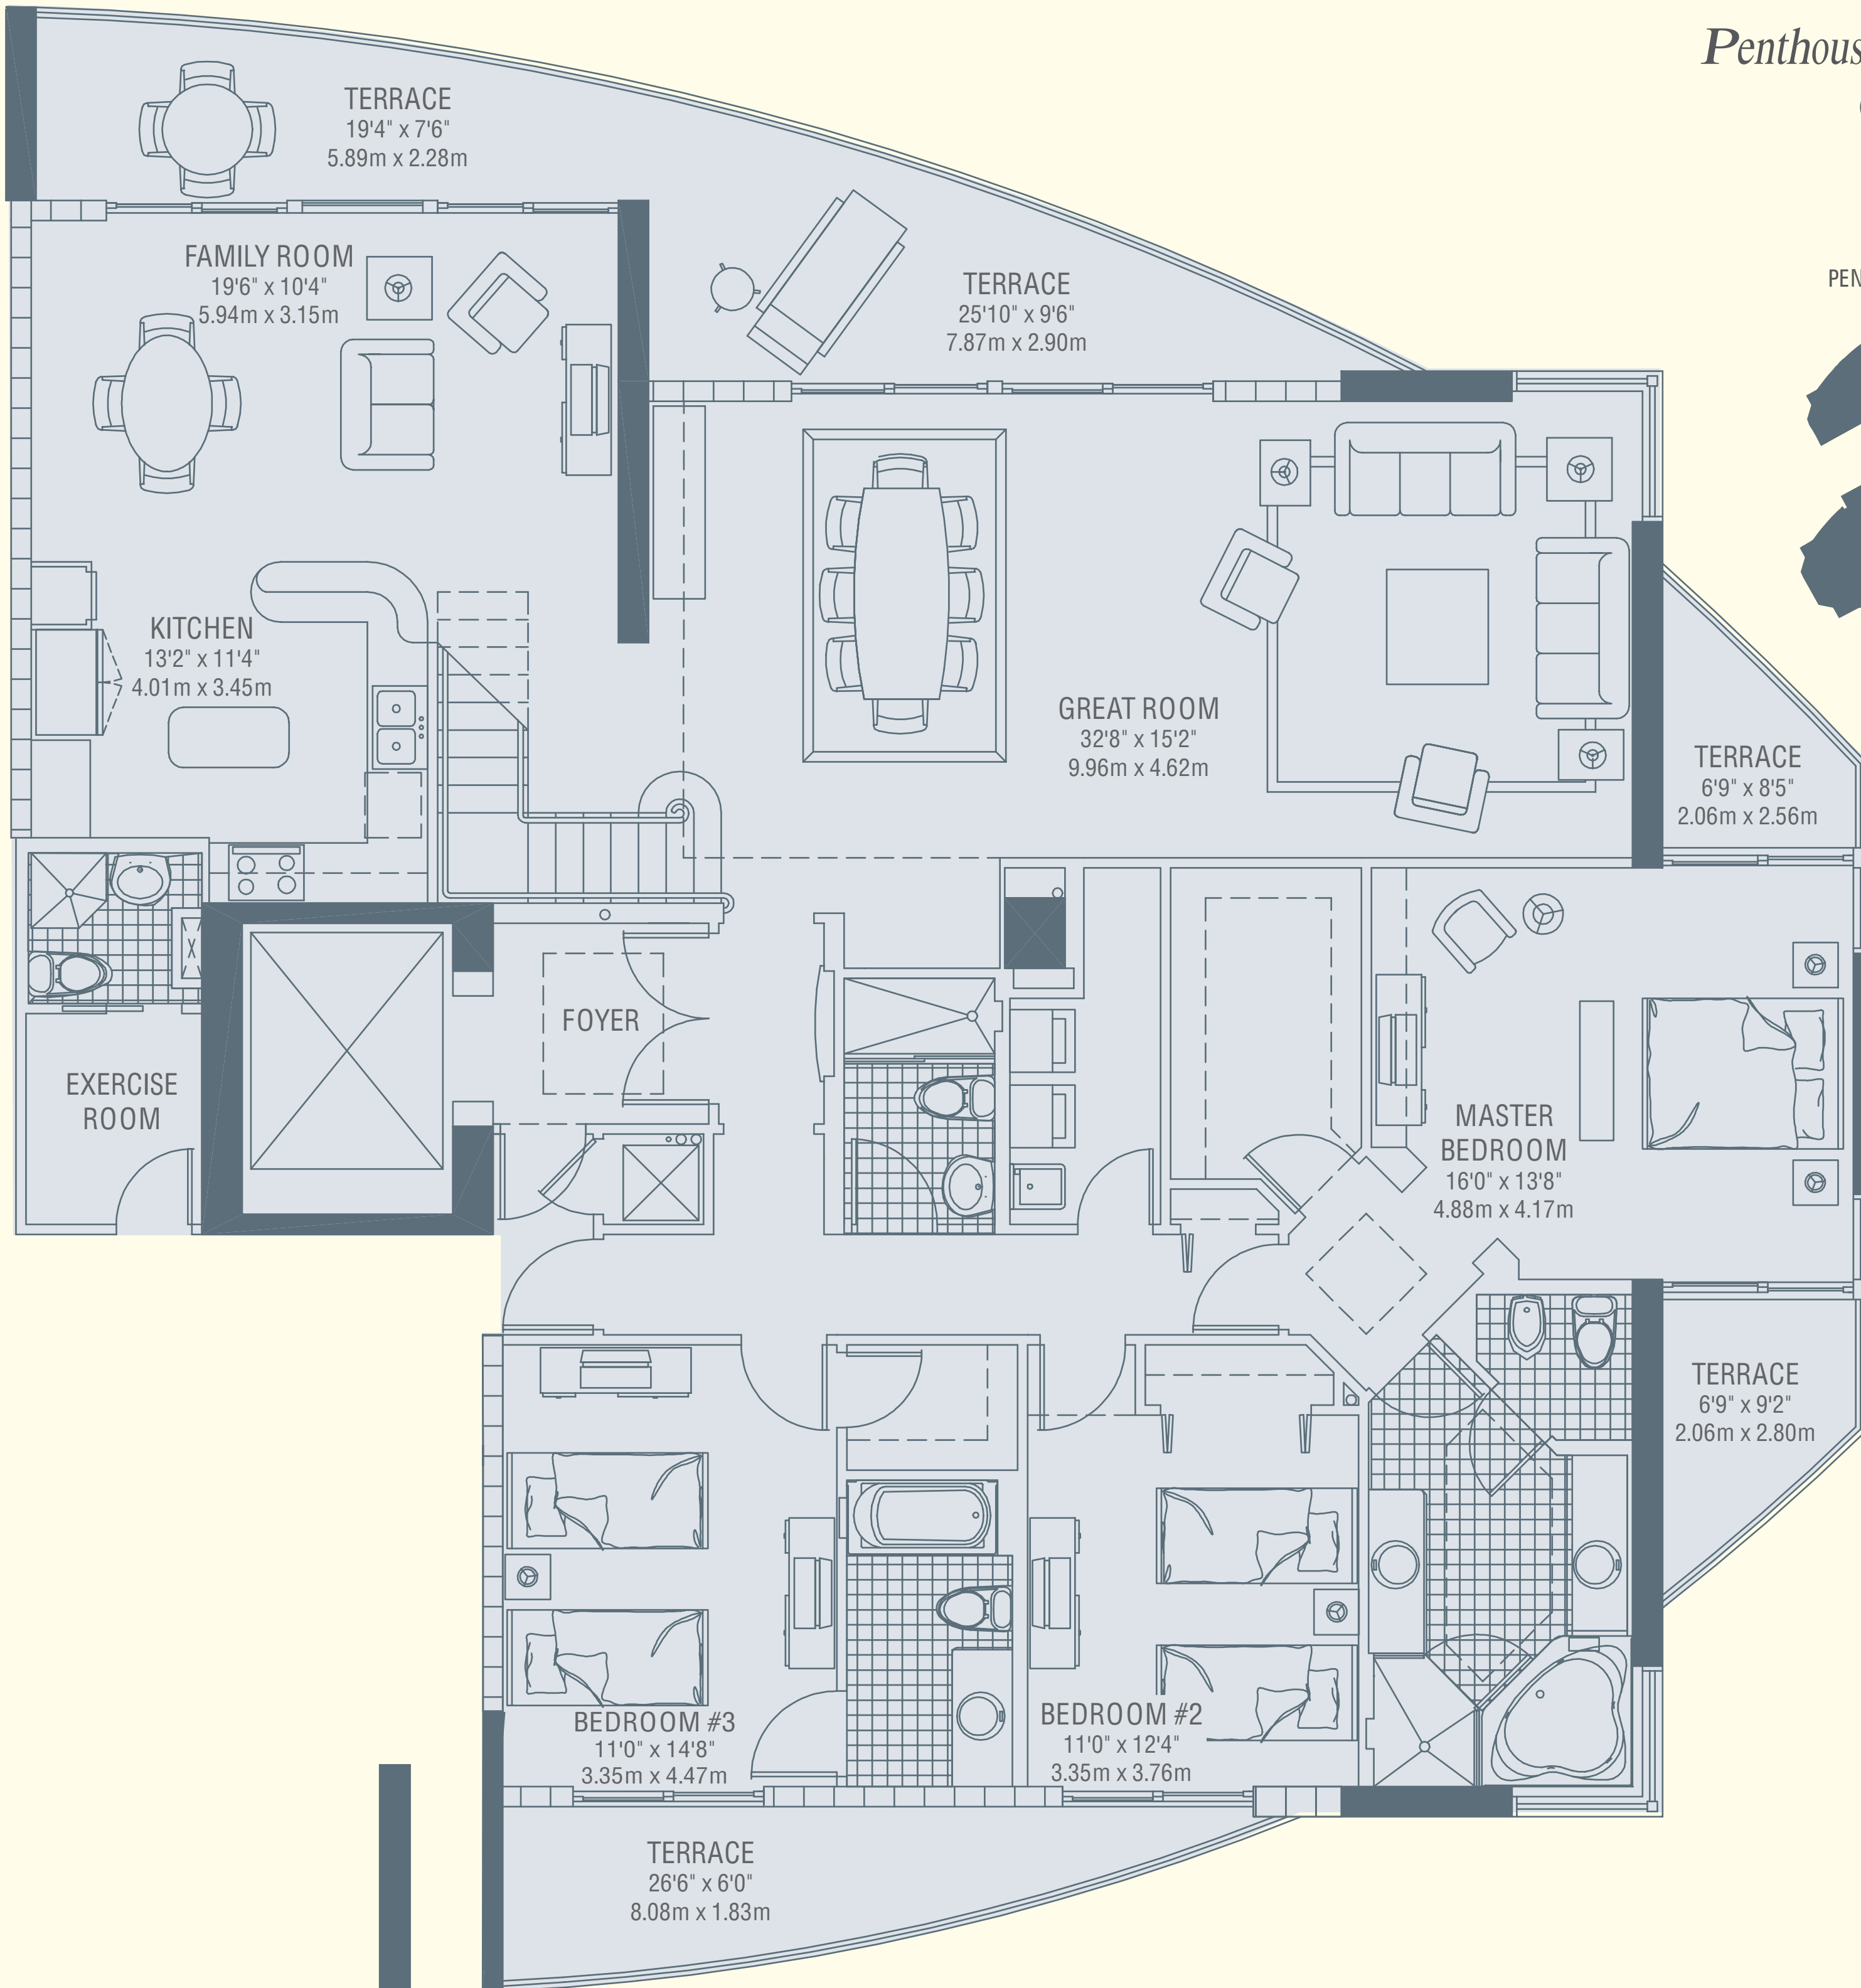 Penthous
TERRACE
19'4" x 7'6"
5.89m x 2.28m
FAMILY ROOM
19'6" x 10'4"
5.94m x 3.15m
TERRACE
25'10" x 9'6"
7.87m x 2.90m
PEN
KITCHEN
13'2" x 11'4"
4.01m x 3.45m
GREAT ROOM
32'8" x 15'2"
9.96m x 4.62m
TERRACE
6'9" x 8'5"
2.06m x 2.56m
FOYER
EXERCISE
ROOM
MASTER
BEDROOM
16'0" x 13'8"
4.88m x 4.17m
TERRACE
6'9" x 9'2"
2.06m x 2.80m
BEDROOM #3
11'0" x 14'8"
3.35m x 4.47m
BEDROOM #2
11'0" x 12'4"
3.35m x 3.76m
TERRACE
26'6" x 6'0"
8.08m x 1.83m